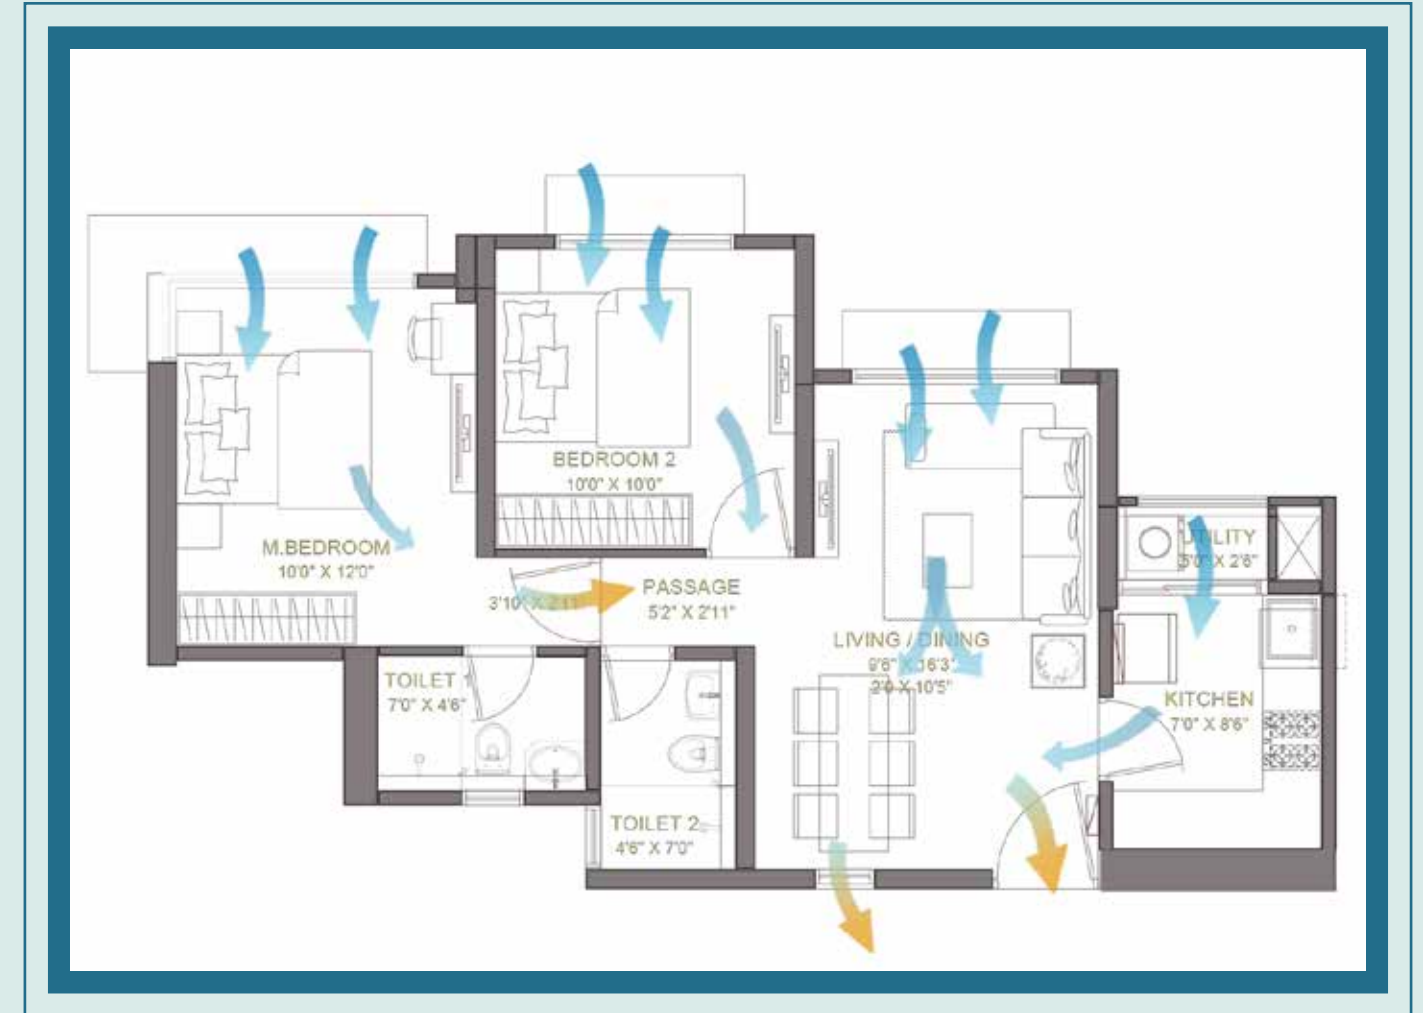 BEDROOM 2
10'0" X 10'0"
M.BEDROOM
10'0" X 12'0"
UTILITY
5'0" X 2'6"
PASSAGE
5'2" X 2'11"
3'10" X 2'11"
LIVING / DINING
9'6" X 16'3"
2'0 X 10'5"
TOILET 1
7'0" X 4'6"
KITCHEN
7'0" X 8'6"
TOILET 2
4'6" X 7'0"